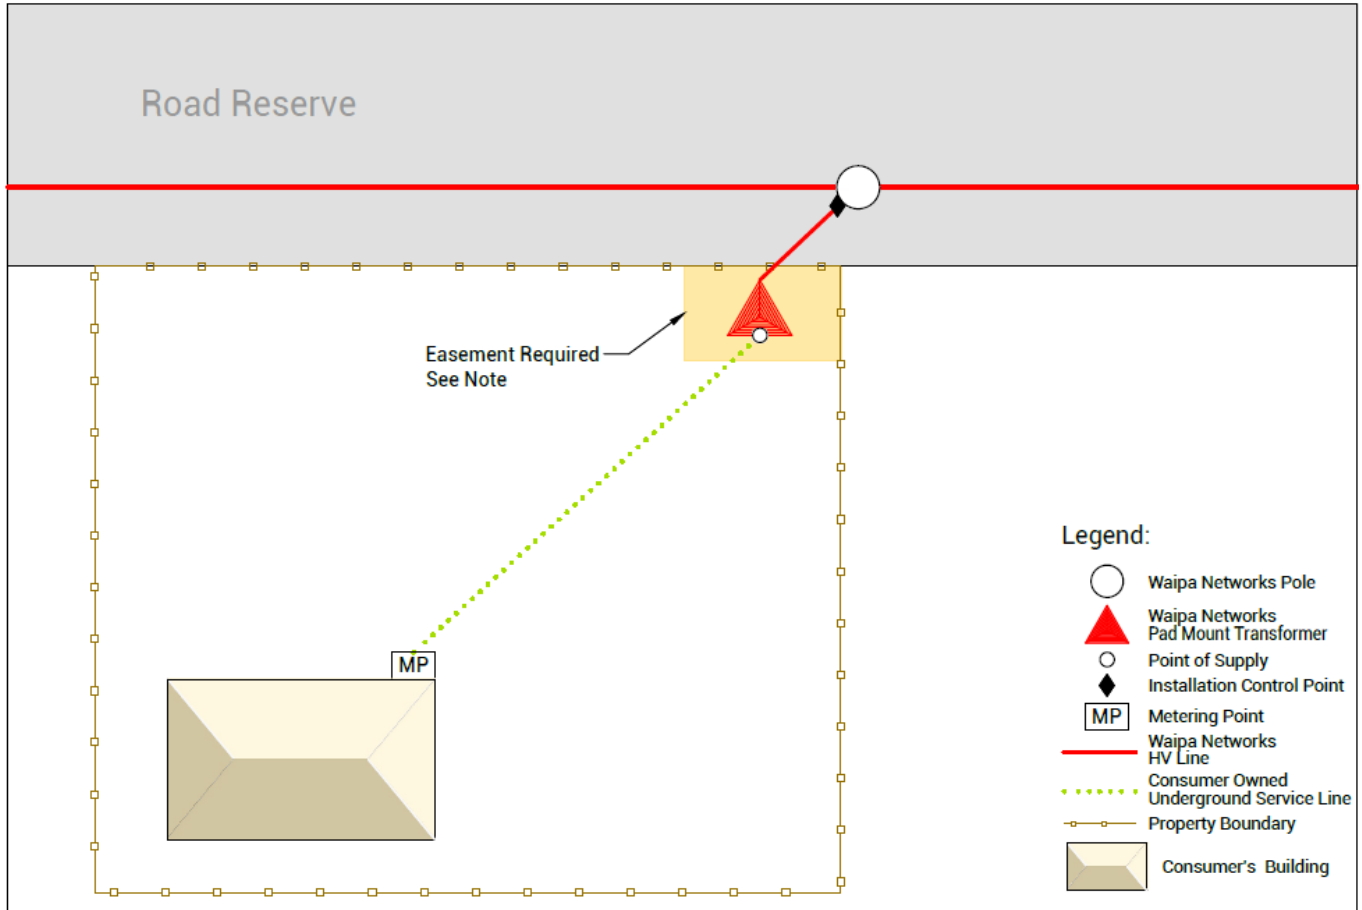 Road Reserve
Easement Required
See Note
MP
Legend:
Waipa Networks Pole
Waipa Networks
Pad Mount Transformer
Point of Supply
Installation Control Point
MP
Metering Point
Waipa Networks
HV Line
Consumer Owned
Underground Service Line
Property Boundary
Consumer's Building